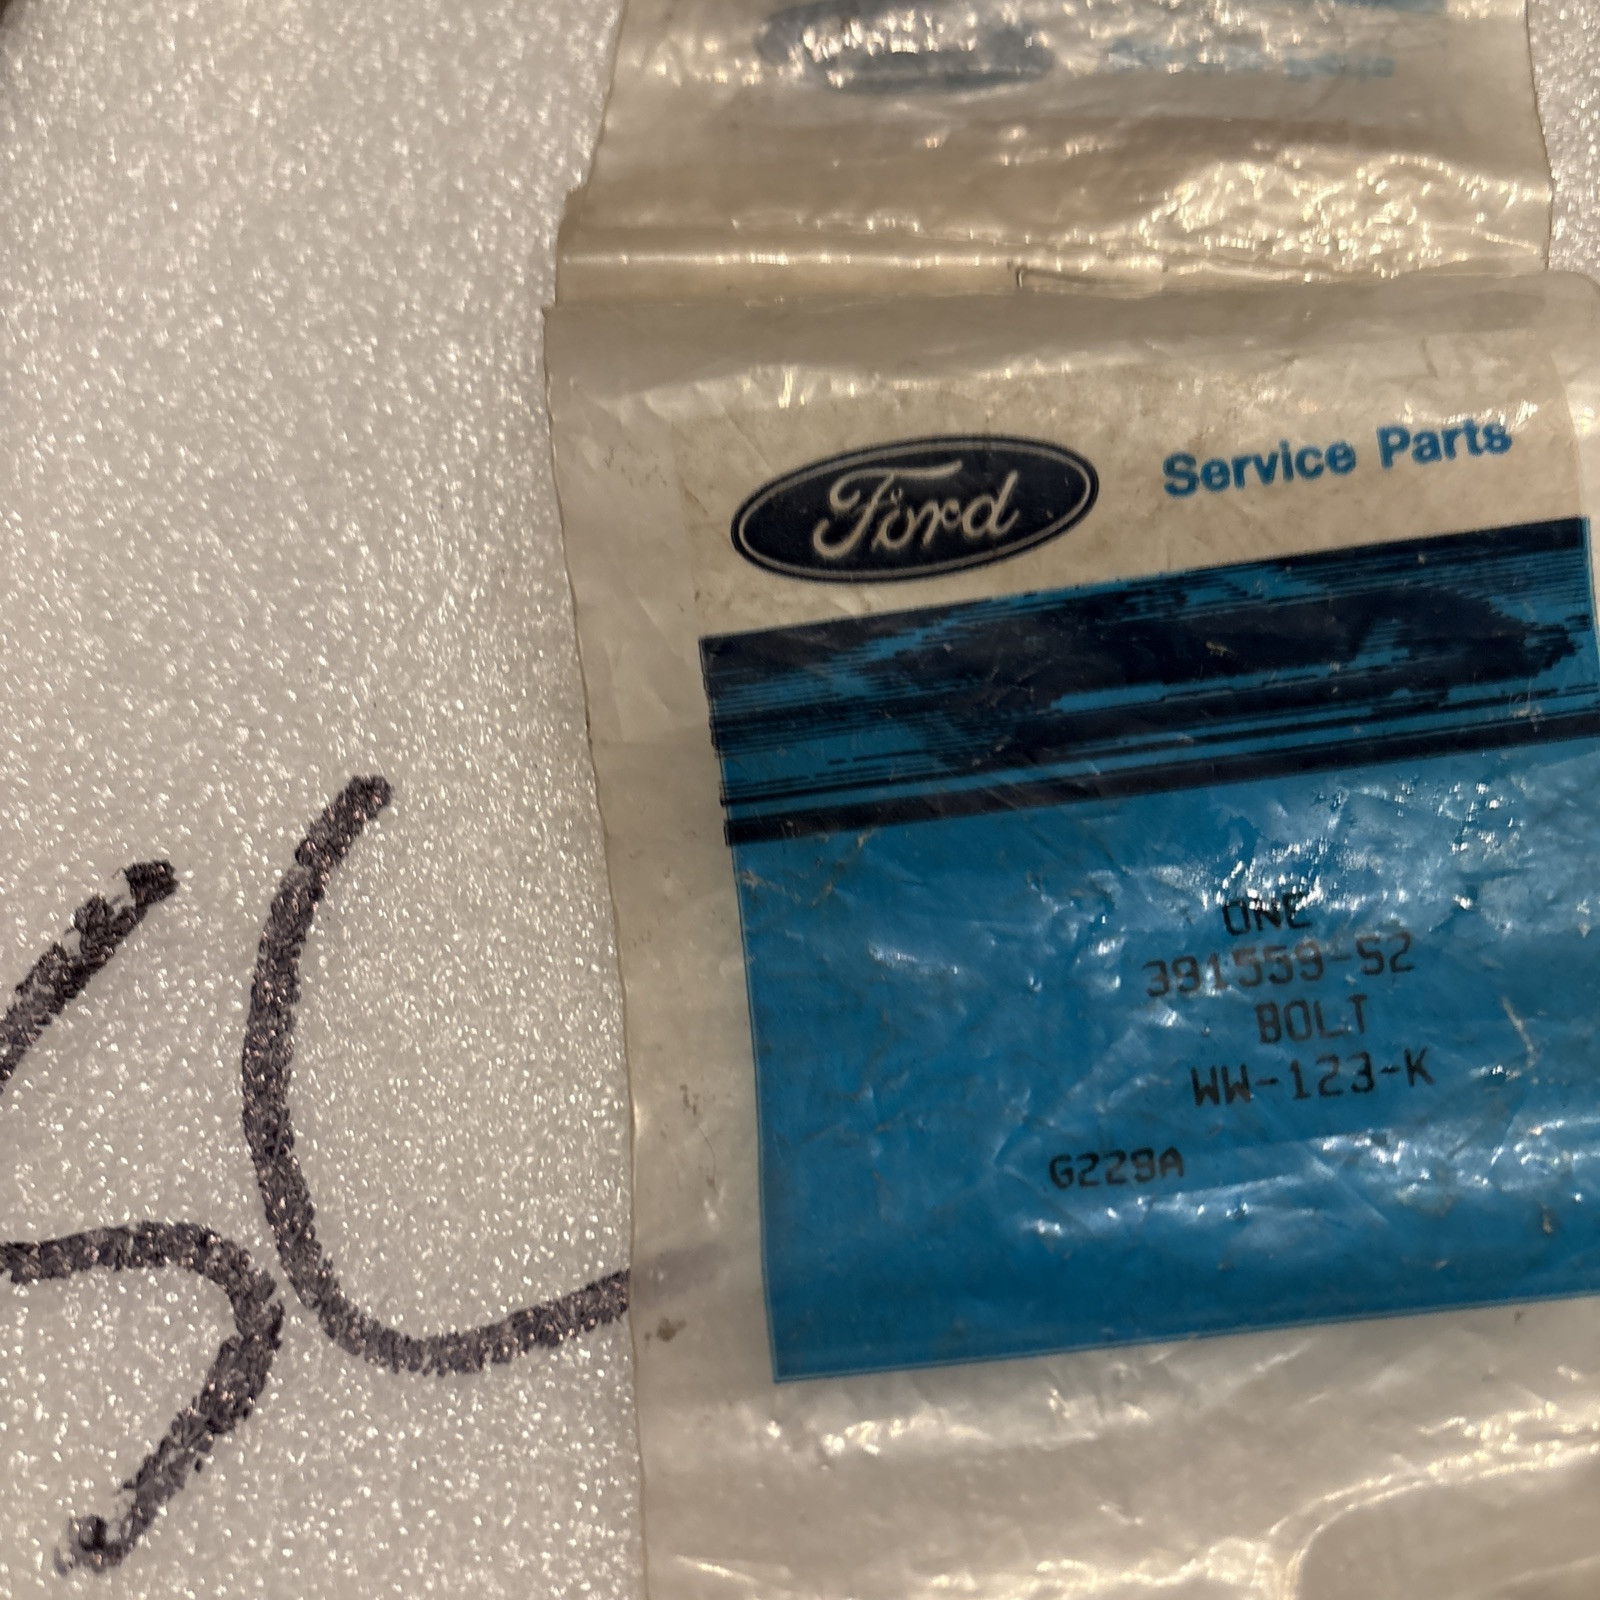 Ford
Service Parts
ONE
391559-S2
BOLT
WW-123-K
G229A